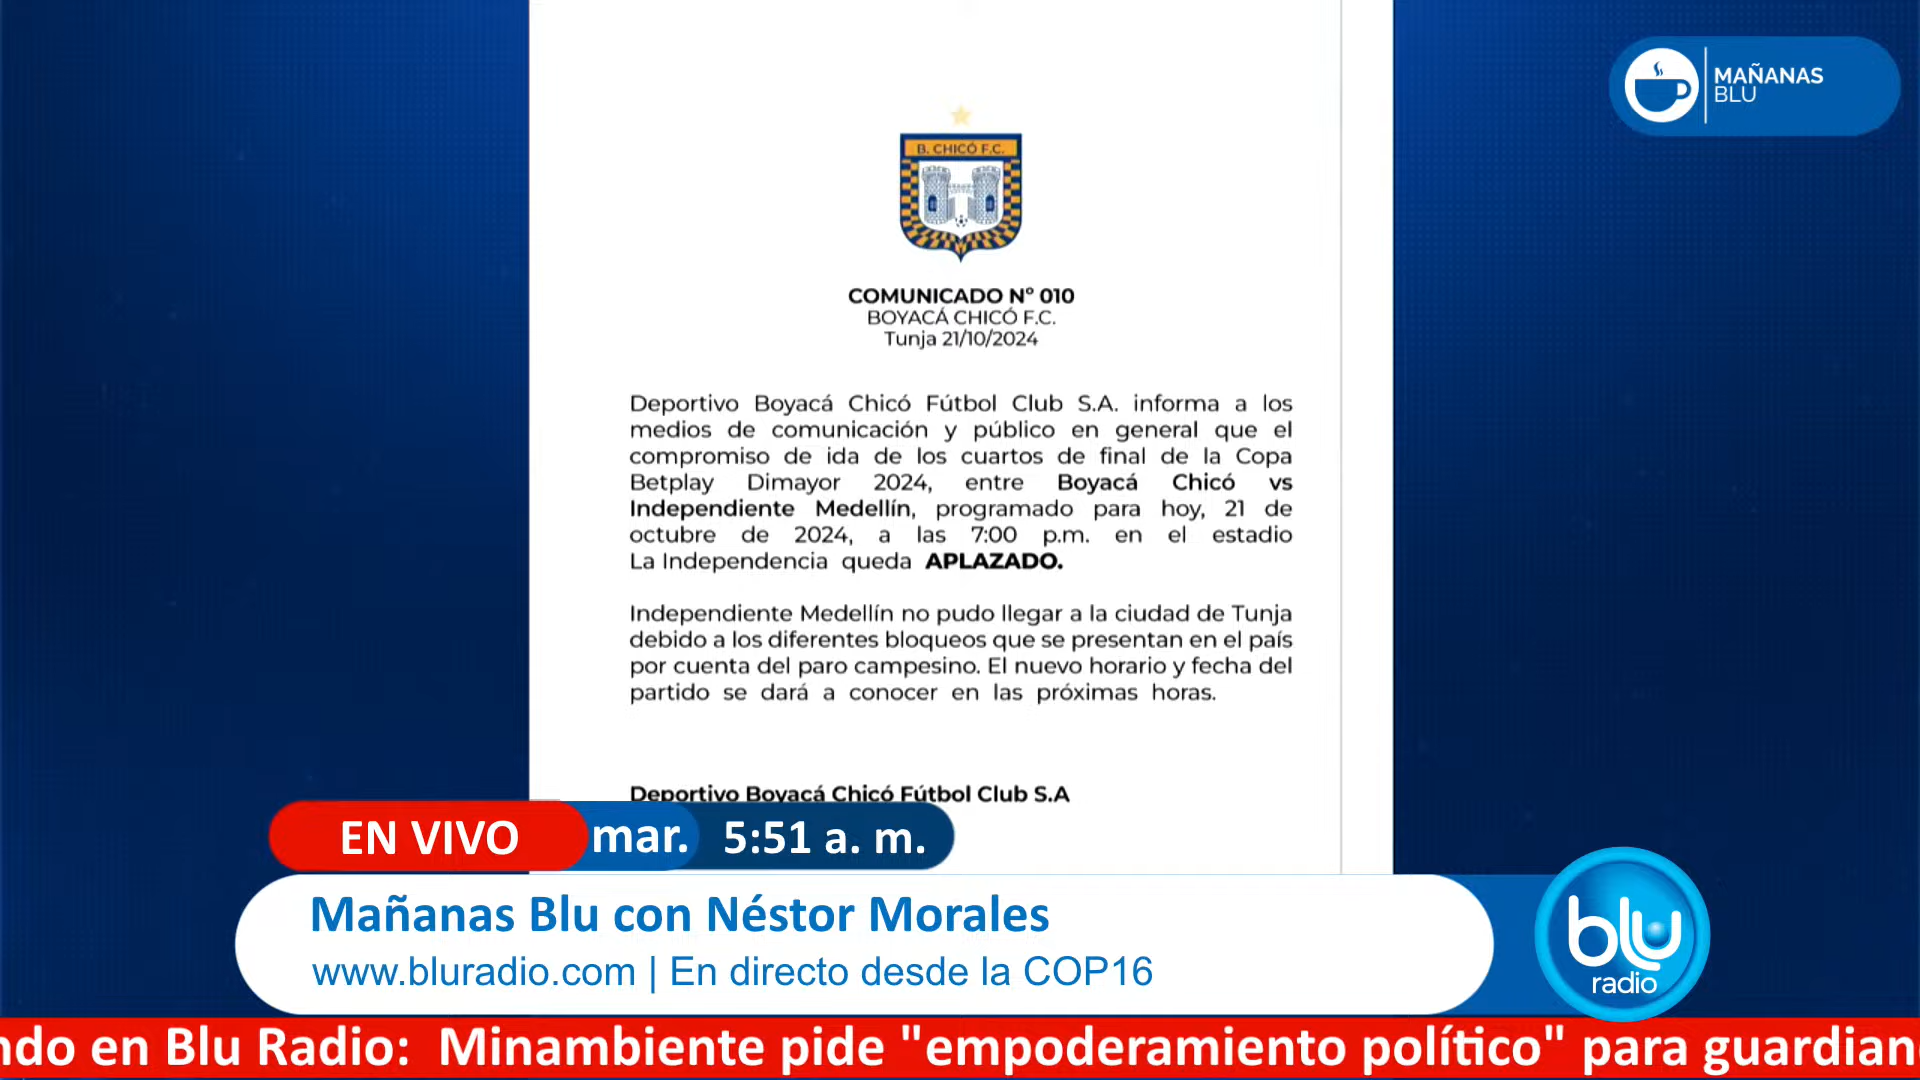 MAÑANAS
BLU
B. CHICÓ F.C.
COMUNICADO Nº 010
BOYACÁ CHICÓ F.C.
Tunja 21/10/2024
Deportivo Boyacá Chicó Fútbol Club S.A. informa a los
medios de comunicación y público en general que el
compromiso de ida de los cuartos de final de la Copa
Betplay Dimayor 2024, entre Boyacá Chicó vs
Independiente Medellín, programado para hoy, 21 de
octubre de 2024, a las 7:00 p.m. en el estadio
La Independencia queda APLAZADO.
Independiente Medellín no pudo llegar a la ciudad de Tunja
debido a los diferentes bloqueos que se presentan en el país
por cuenta del paro campesino. El nuevo horario y fecha del
partido se dará a conocer en las próximas horas.
Deportivo Boyacá Chicó Fútbol Club S.A
EN VIVO mar. 5:51 a. m.
Mañanas Blu con Néstor Morales
www.bluradio.com | En directo desde la COP16
blu
radio
ndo en Blu Radio: Minambiente pide "empoderamiento político" para guardian